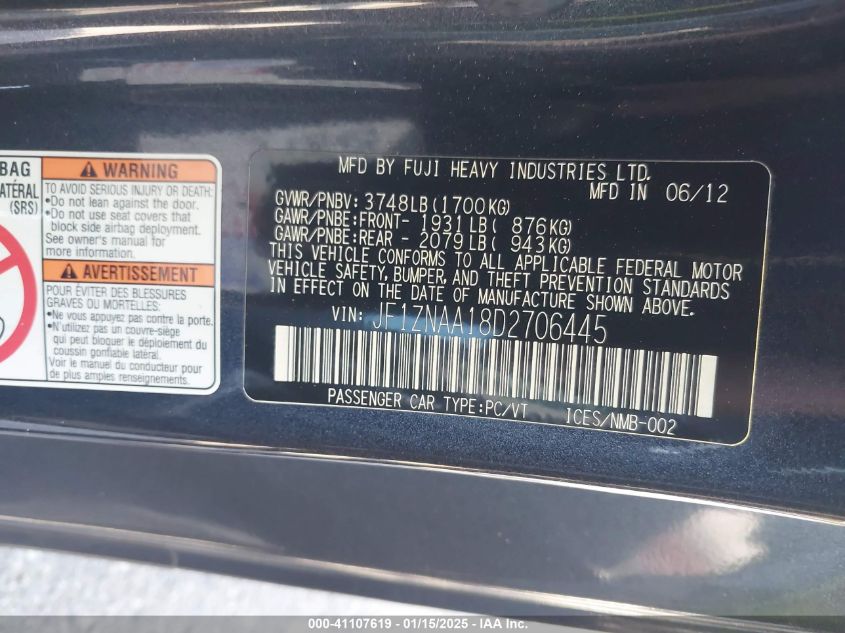 BAG
ATÉRAL
(SRS)
WARNING
TO AVOID SERIOUS INJURY OR DEATH:
•Do not lean against the door.
•Do not use seat covers that
block side airbag deployment.
See owner's manual for
more information.
AVERTISSEMENT
POUR ÉVITER DES BLESSURES
GRAVES OU MORTELLES:
•Ne vous appuyez pas contre la porte.
•Ne pas utiliser un couvre-siège
qui peut bloquer le déploiement du
coussin gonflable latéral.
Voir le manuel du conducteur pour
de plus amples renseignements.
MFD BY FUJI HEAVY INDUSTRIES LTD.
MFD IN 06/12
GVWR/PNBV: 3748LB(1700KG)
GAWR/PNBE:FRONT- 1931LB( 876KG)
GAWR/PNBE:REAR - 2079LB( 943KG)
THIS VEHICLE CONFORMS TO ALL APPLICABLE FEDERAL MOTOR
VEHICLE SAFETY, BUMPER, AND THEFT PREVENTION STANDARDS
IN EFFECT ON THE DATE OF MANUFACTURE SHOWN ABOVE.
VIN: JF1ZNAA18D2706445
PASSENGER CAR TYPE:PC/VT ICES/NMB-002
000-41107619 - 01/15/2025 - IAA Inc.